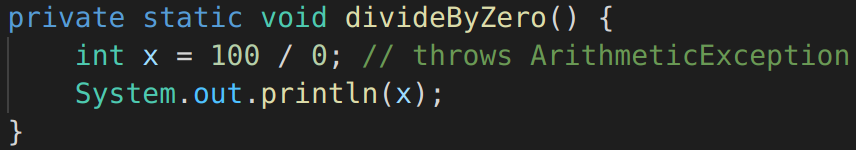 private static void divideByZero() {
    int x = 100 / 0; // throws ArithmeticException
    System.out.println(x);
}